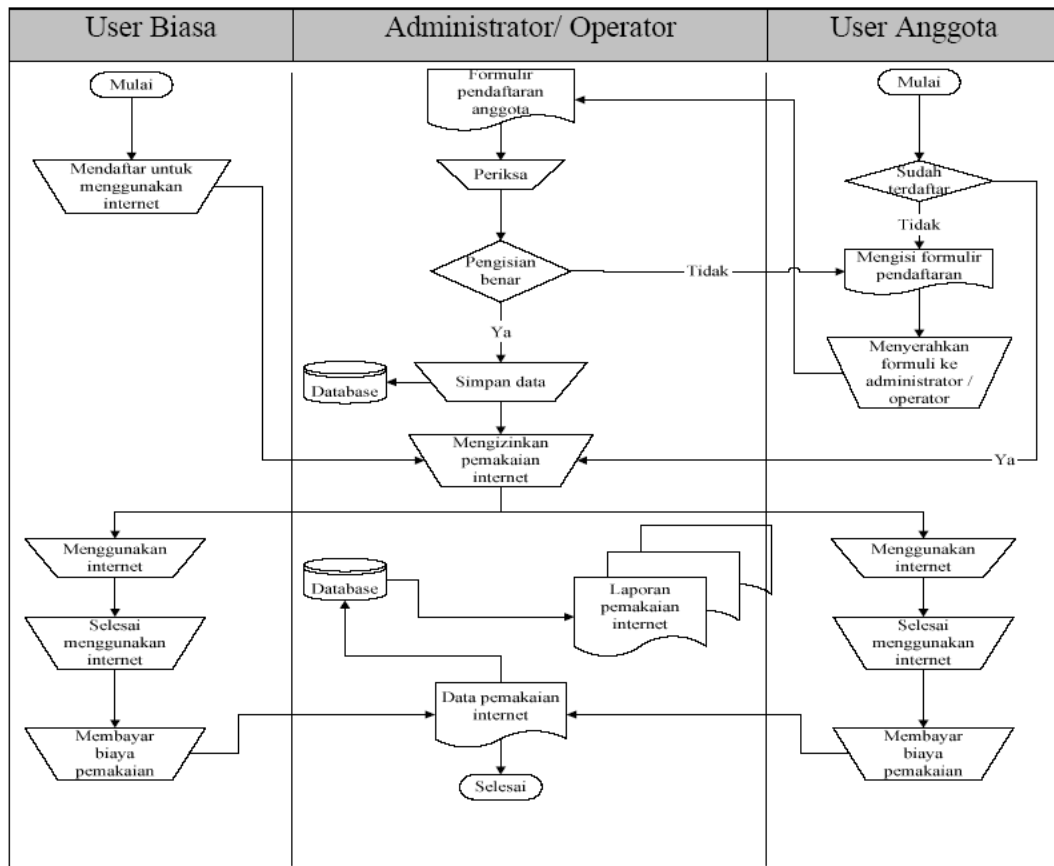 User Biasa
Administrator/ Operator
User Anggota
Mulai
Mendaftar untuk
menggunakan
internet
Formulir
pendaftaran
anggota
Periksa
Pengisian
benar
Tidak
Ya
Simpan data
Database
Mengizinkan
pemakaian
internet
Mulai
Sudah
terdaftar
Tidak
Mengisi formulir
pendaftaran
Menyerahkan
formuli ke
administrator /
operator
Ya
Menggunakan
internet
Selesai
menggunakan
internet
Membayar
biaya
pemakaian
Database
Laporan
pemakaian
internet
Data pemakaian
internet
Selesai
Menggunakan
internet
Selesai
menggunakan
internet
Membayar
biaya
pemakaian